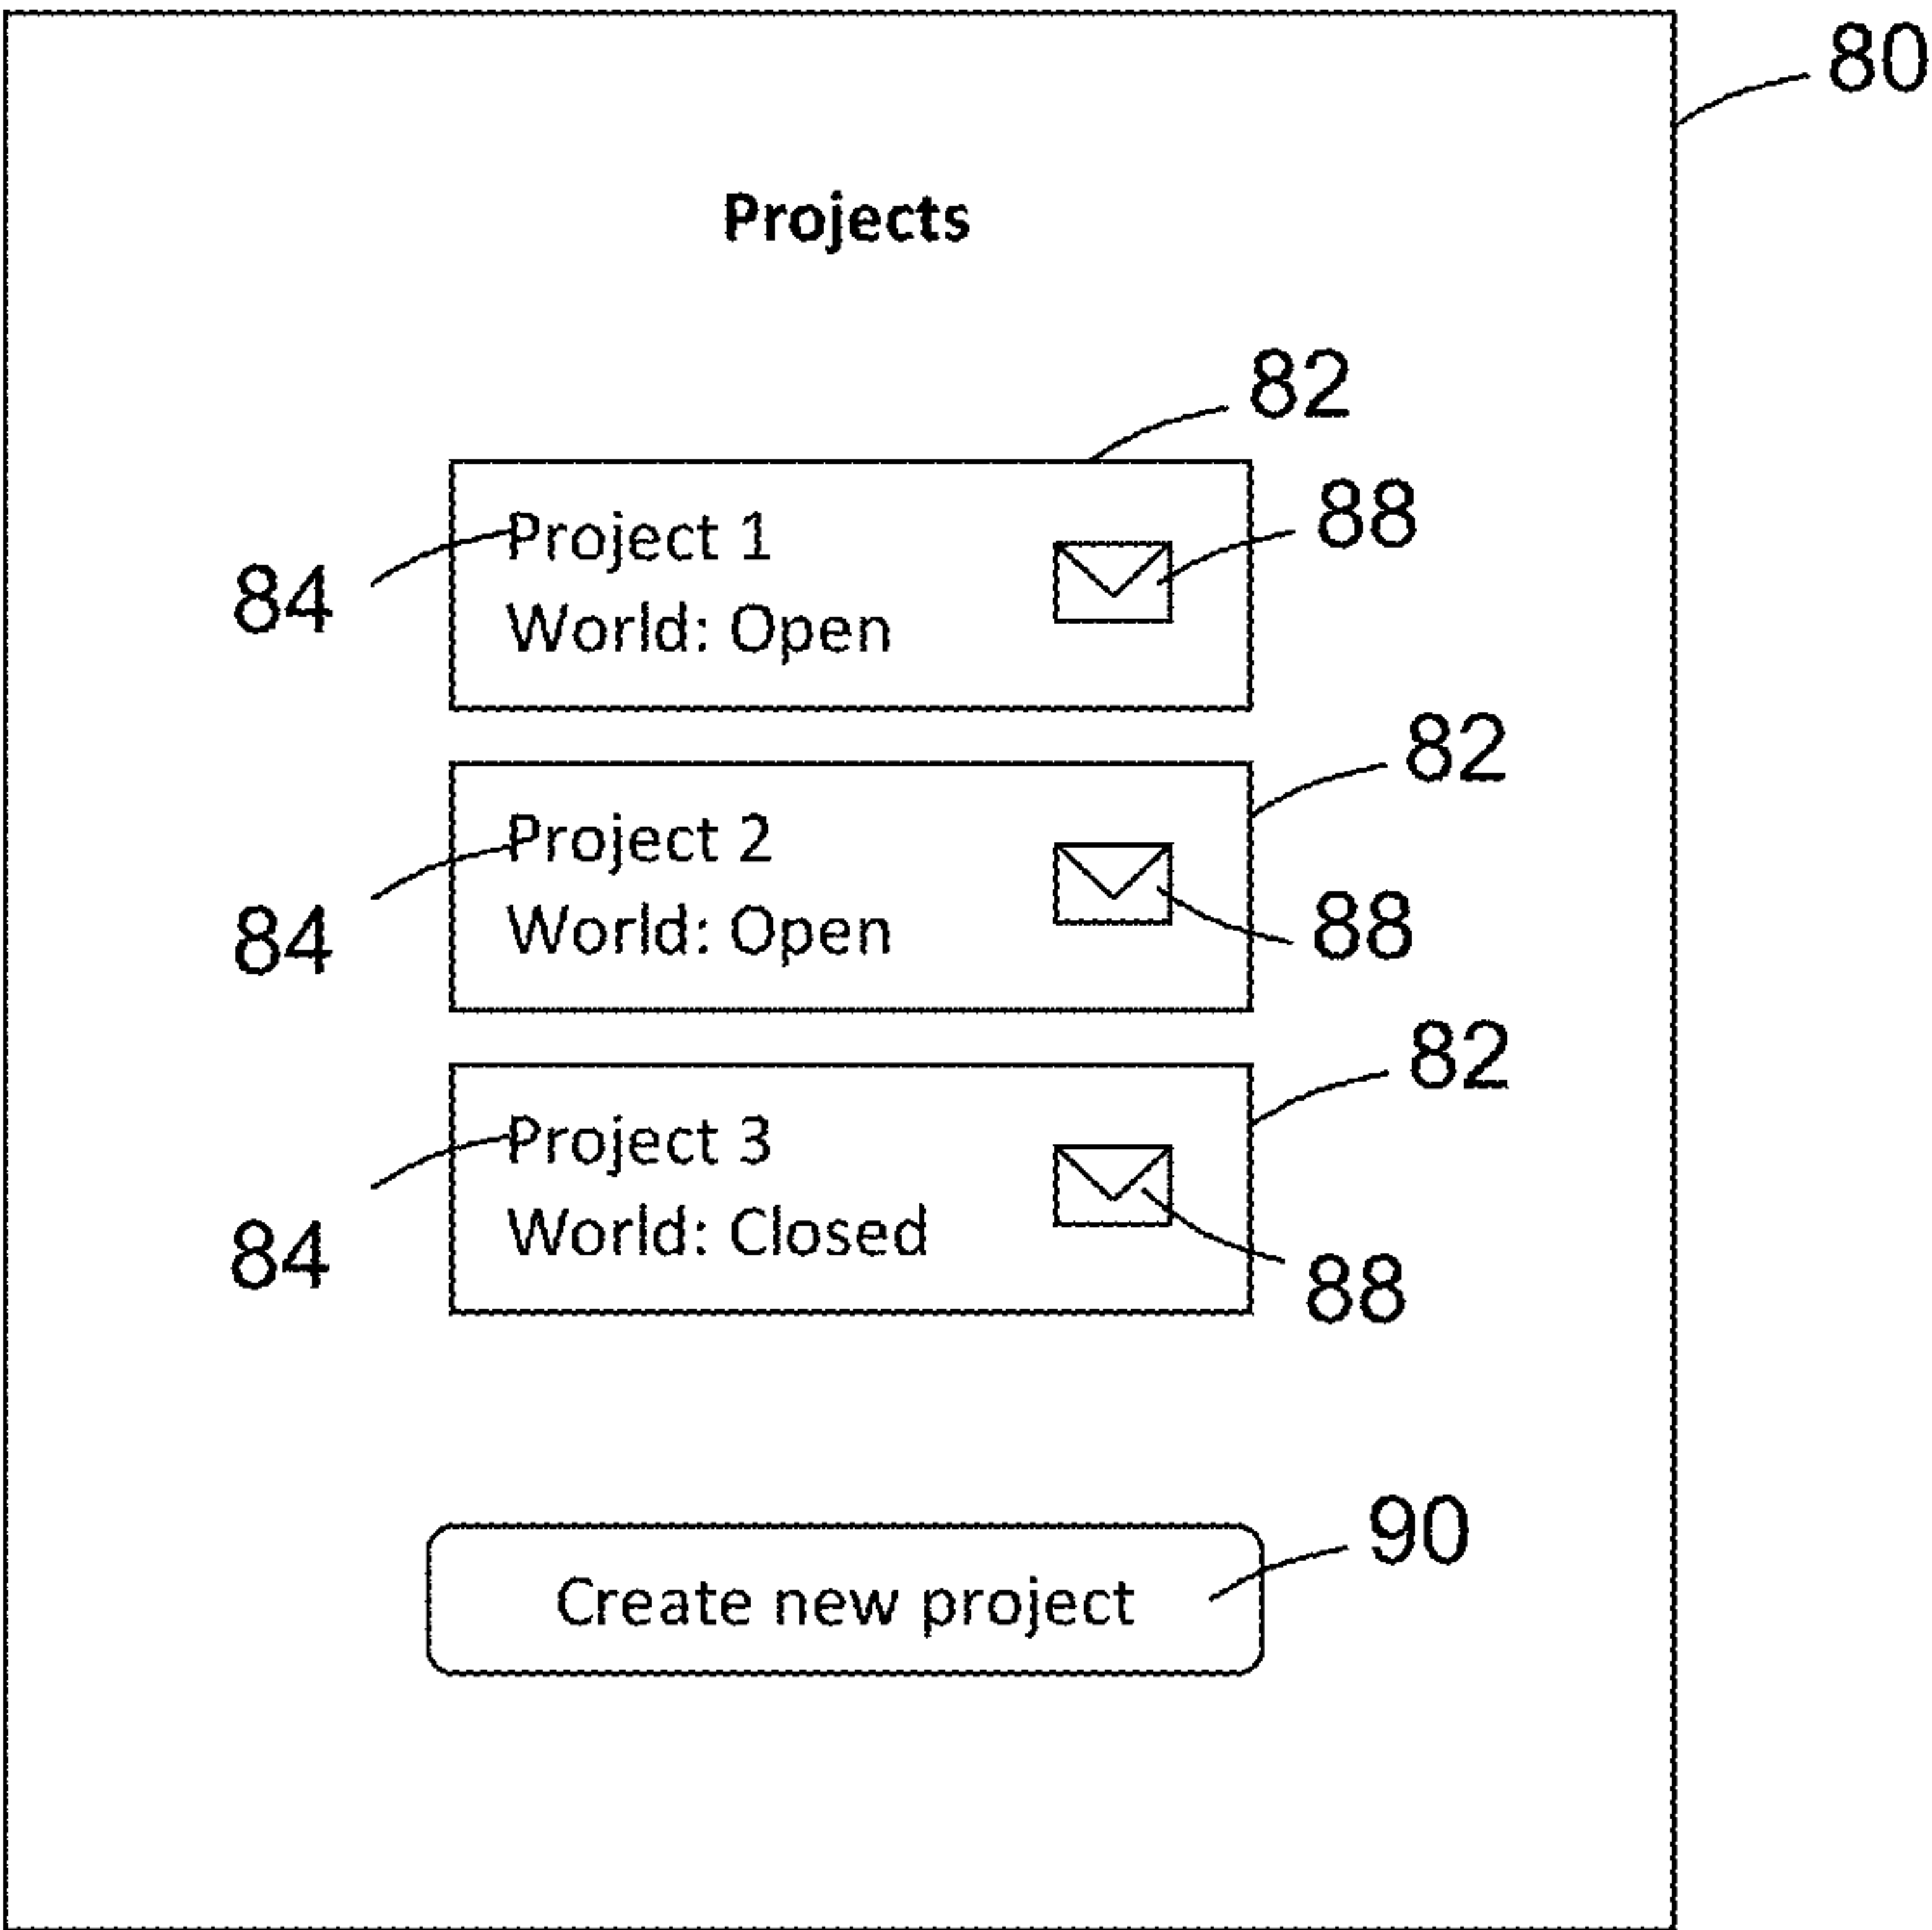 80
Projects
82
Project 1
88
84
World: Open
82
Project 2
84
World: Open
88
82
Project 3
84
World: Closed
88
90
Create new project